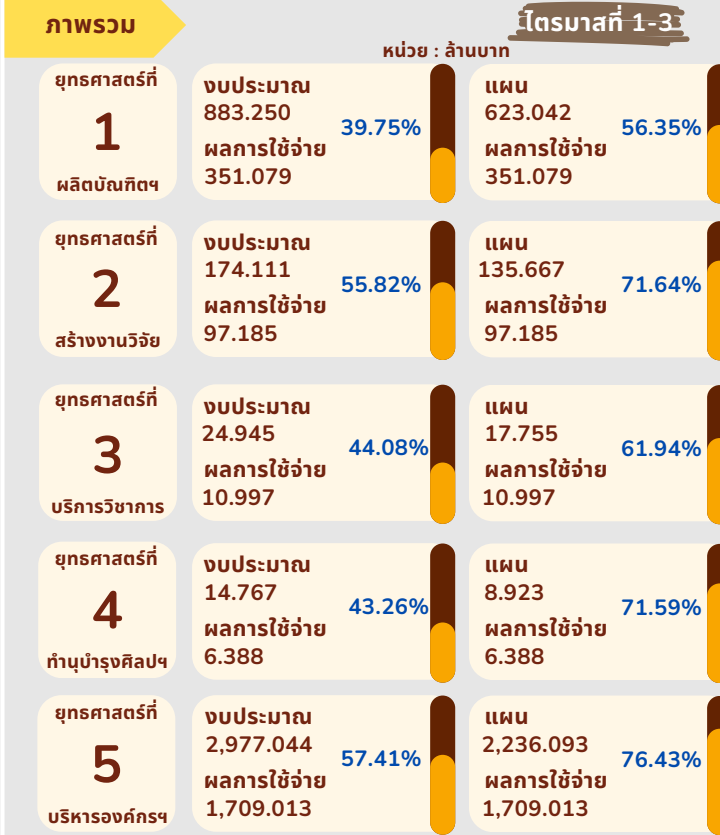 ภาพรวม
ไตรมาสที่ 1-3
หน่วย : ล้านบาท
ยุทธศาสตร์ที่
1
ผลิตบัณฑิตฯ
งบประมาณ
883.250
ผลการใช้จ่าย
351.079
39.75%
แผน
623.042
ผลการใช้จ่าย
351.079
56.35%
ยุทธศาสตร์ที่
2
สร้างงานวิจัย
งบประมาณ
174.111
ผลการใช้จ่าย
97.185
55.82%
แผน
135.667
ผลการใช้จ่าย
97.185
71.64%
ยุทธศาสตร์ที่
3
บริการวิชาการ
งบประมาณ
24.945
ผลการใช้จ่าย
10.997
44.08%
แผน
17.755
ผลการใช้จ่าย
10.997
61.94%
ยุทธศาสตร์ที่
4
ทำนุบำรุงศิลปฯ
งบประมาณ
14.767
ผลการใช้จ่าย
6.388
43.26%
แผน
8.923
ผลการใช้จ่าย
6.388
71.59%
ยุทธศาสตร์ที่
5
บริหารองค์กรฯ
งบประมาณ
2,977.044
ผลการใช้จ่าย
1,709.013
57.41%
แผน
2,236.093
ผลการใช้จ่าย
1,709.013
76.43%